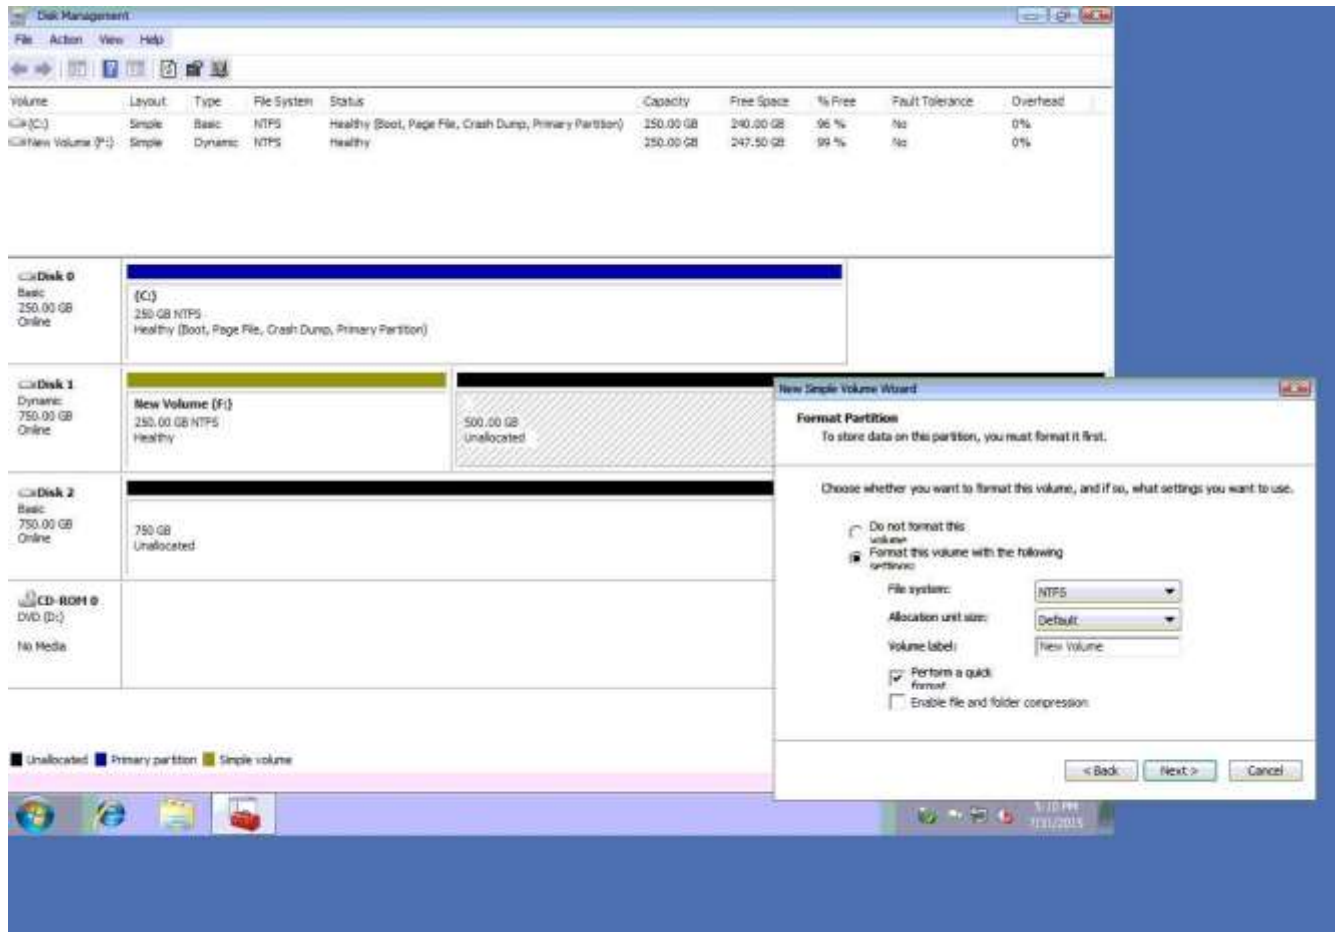 Disk Management
File Action View Help
Volume Layout Type File System Status Capacity Free Space % Free Fault Tolerance Overhead
(C:) Simple Basic NTFS Healthy (Boot, Page File, Crash Dump, Primary Partition) 250.00 GB 240.00 GB 96 % No 0%
New Volume (F:) Simple Dynamic NTFS Healthy 250.00 GB 247.50 GB 99 % No 0%
Disk 0
Basic
250.00 GB
Online
(C:)
250 GB NTFS
Healthy (Boot, Page File, Crash Dump, Primary Partition)
Disk 1
Dynamic
750.00 GB
Online
New Volume (F:)
250.00 GB NTFS
Healthy
500.00 GB
Unallocated
Disk 2
Basic
750.00 GB
Online
750 GB
Unallocated
CD-ROM 0
DVD (D:)
No Media
Unallocated Primary partition Simple volume
New Simple Volume Wizard
Format Partition
To store data on this partition, you must format it first.
Choose whether you want to format this volume, and if so, what settings you want to use.
Do not format this
volume
Format this volume with the following
settings:
File system: NTFS
Allocation unit size: Default
Volume label: New Volume
Perform a quick
format
Enable file and folder compression
< Back Next > Cancel
5:10 PM
7/31/2015